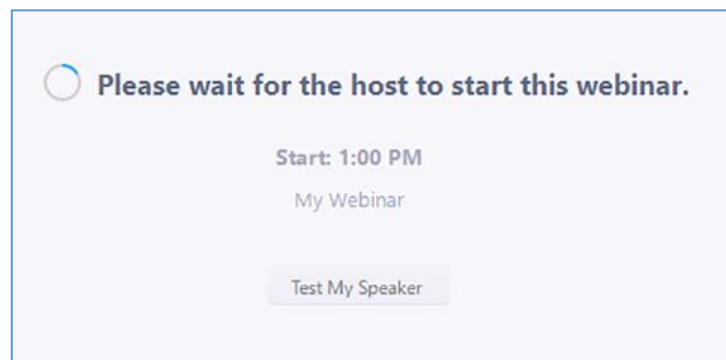 Please wait for the host to start this webinar.
Start: 1:00 PM
My Webinar
Test My Speaker